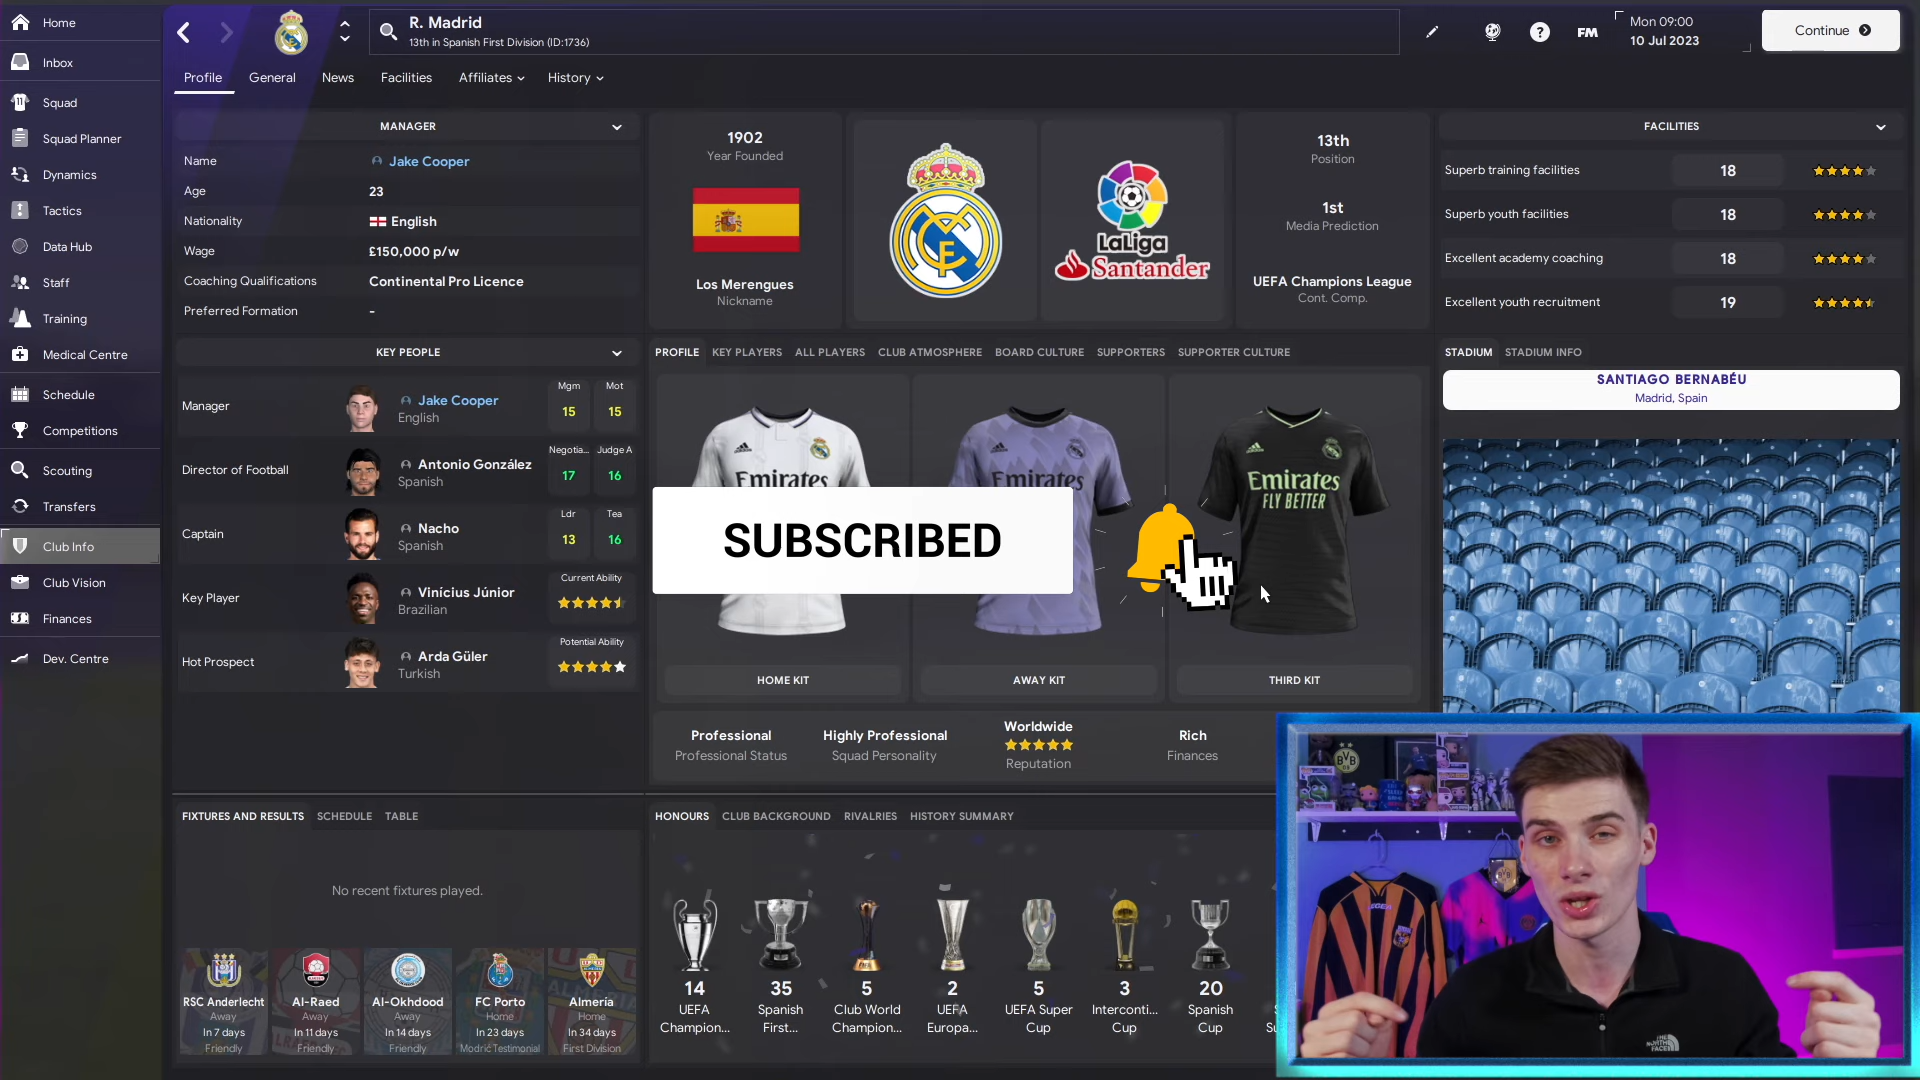 Home
Inbox
Squad
Squad Planner
Dynamics
Tactics
Data Hub
Staff
Training
Medical Centre
Schedule
Competitions
Scouting
Transfers
Club Info
Club Vision
Finances
Dev. Centre
R. Madrid
13th in Spanish First Division (ID:1736)
?
FM
Mon 09:00
10 Jul 2023
Continue
Profile General News Facilities Affiliates History
MANAGER
Name Jake Cooper
Age 23
Nationality English
Wage £150,000 p/w
Coaching Qualifications Continental Pro Licence
Preferred Formation -
KEY PEOPLE
Manager Jake Cooper English Mgm 15 Mot 15
Director of Football Antonio González Spanish Negotia... 17 Judge A 16
Captain Nacho Spanish Ldr 13 Tea 16
Key Player Vinícius Júnior Brazilian Current Ability
Hot Prospect Arda Güler Turkish Potential Ability
1902
Year Founded
Los Merengues
Nickname
LaLiga
Santander
13th
Position
1st
Media Prediction
UEFA Champions League
Cont. Comp.
FACILITIES
Superb training facilities 18
Superb youth facilities 18
Excellent academy coaching 18
Excellent youth recruitment 19
PROFILE KEY PLAYERS ALL PLAYERS CLUB ATMOSPHERE BOARD CULTURE SUPPORTERS SUPPORTER CULTURE
Emirates
Emirates
Emirates
FLY BETTER
SUBSCRIBED
HOME KIT AWAY KIT THIRD KIT
Professional
Professional Status
Highly Professional
Squad Personality
Worldwide
Reputation
Rich
Finances
STADIUM STADIUM INFO
SANTIAGO BERNABÉU
Madrid, Spain
FIXTURES AND RESULTS SCHEDULE TABLE
No recent fixtures played.
RSC Anderlecht
Away
In 7 days
Friendly
Al-Raed
Away
In 11 days
Friendly
Al-Okhdood
Away
In 14 days
Friendly
FC Porto
Home
In 23 days
Modrić Testimonial
Almería
Home
In 34 days
First Division
HONOURS CLUB BACKGROUND RIVALRIES HISTORY SUMMARY
14
UEFA
Champion...
35
Spanish
First...
5
Club World
Champion...
2
UEFA
Europa...
5
UEFA Super
Cup
3
Interconti...
Cup
20
Spanish
Cup
BVB
THE NORTH FACE